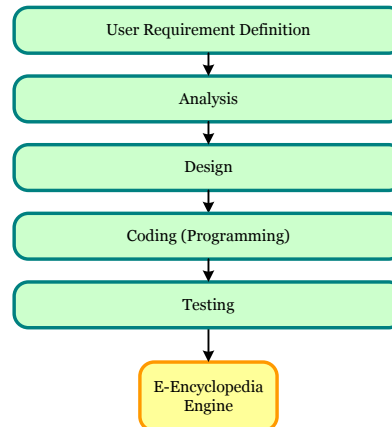 User Requirement Definition
Analysis
Design
Coding (Programming)
Testing
E-Encyclopedia
Engine